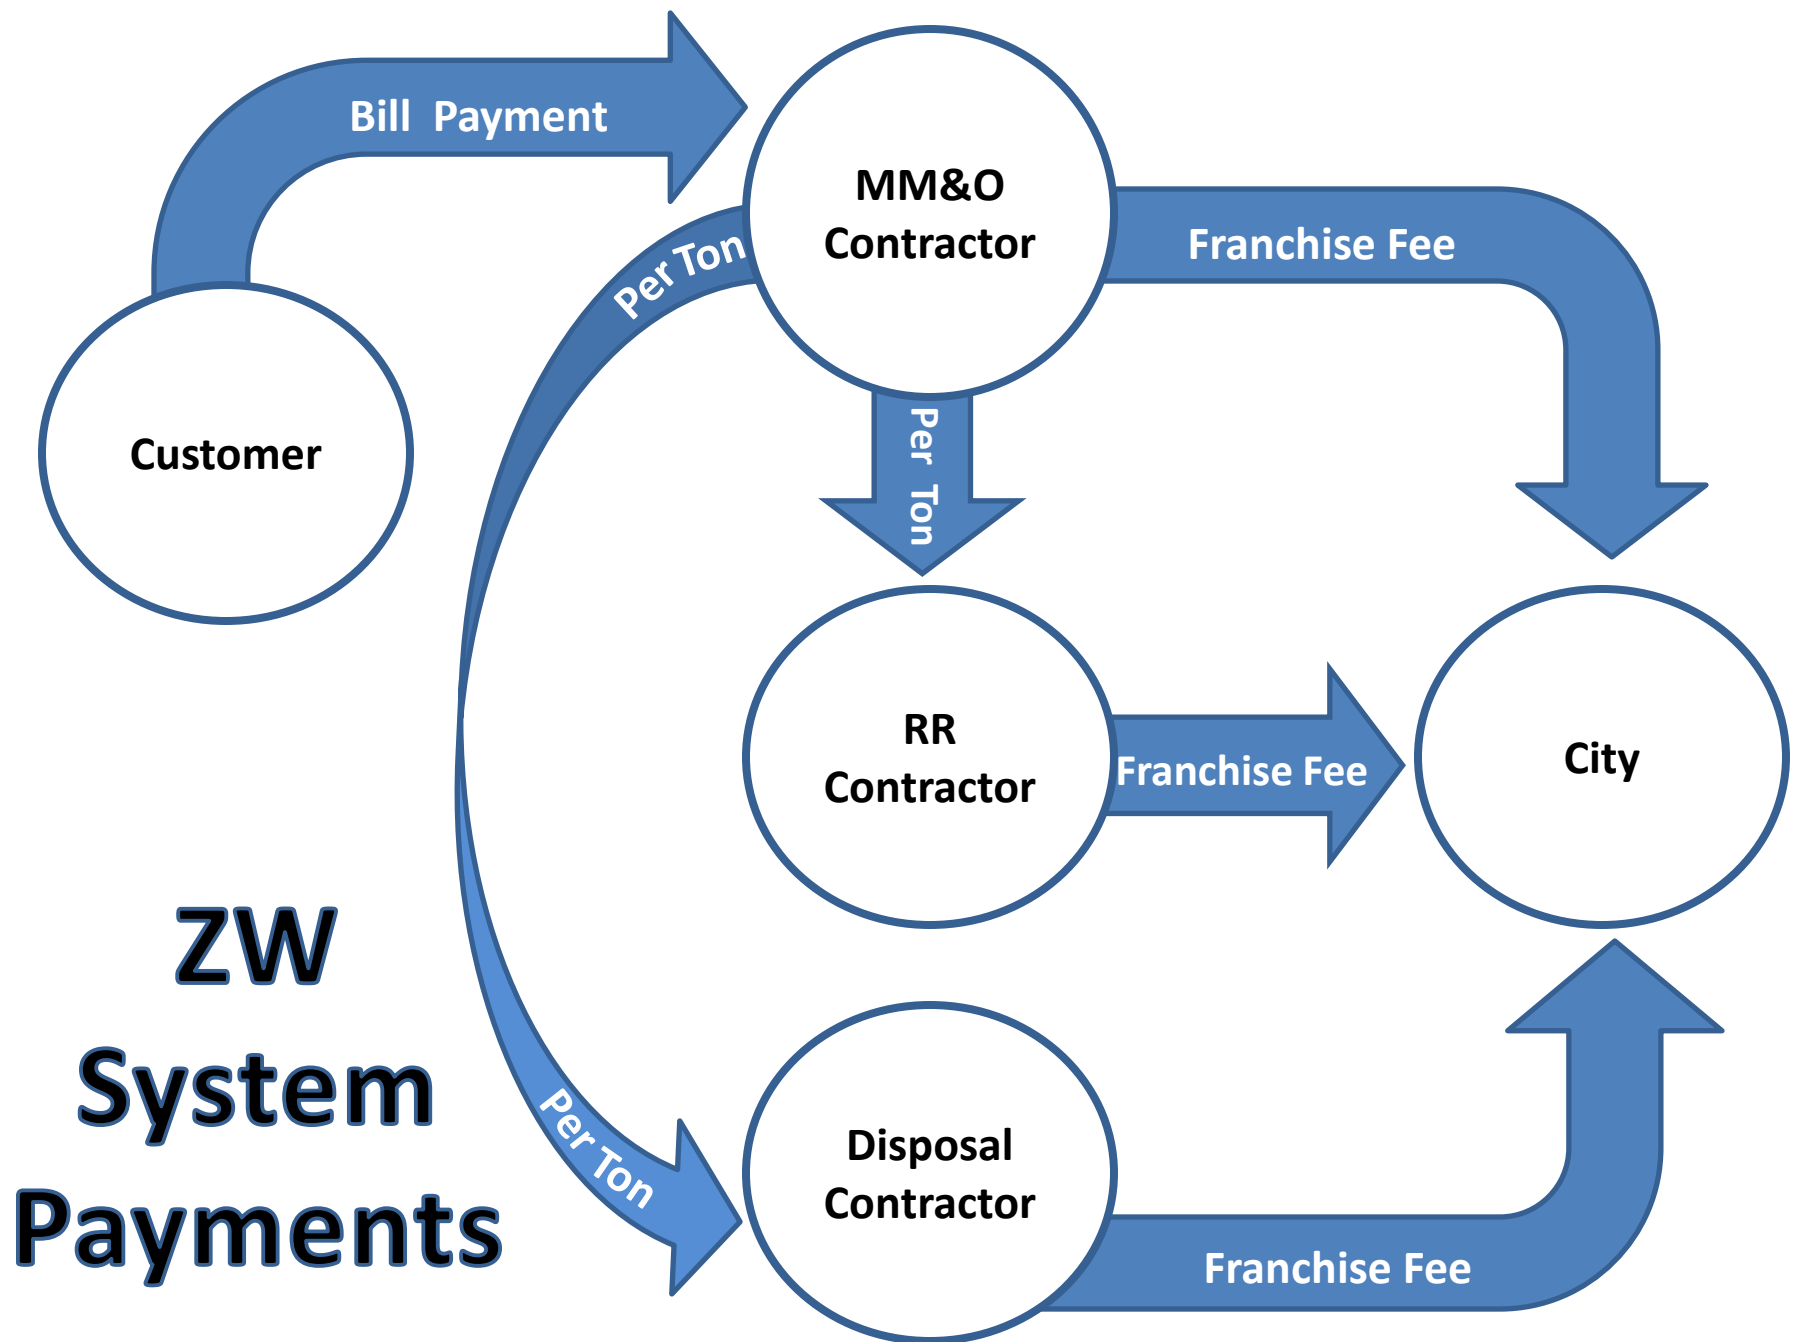 Bill  Payment
MM&O
Contractor
Franchise Fee
Per Ton
Per  Ton
Customer
RR
Contractor
Franchise Fee
City
ZW
System
Payments
Per Ton
Disposal
Contractor
Franchise Fee